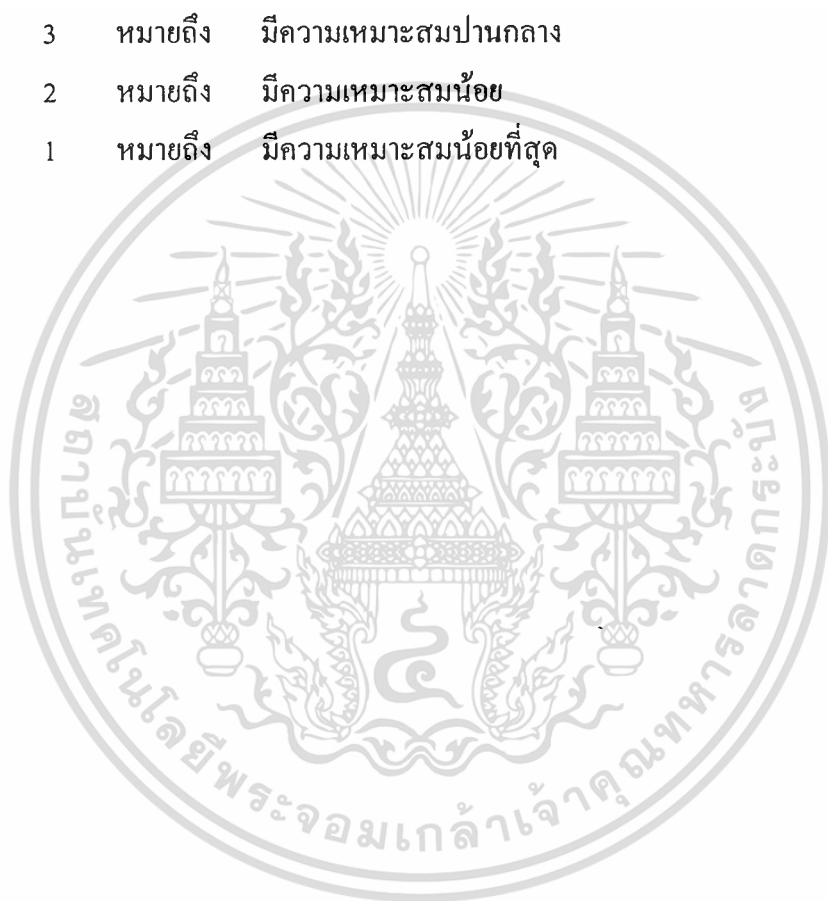 3 หมายถึง มีความเหมาะสมปานกลาง
2 หมายถึง มีความเหมาะสมน้อย
1 หมายถึง มีความเหมาะสมน้อยที่สุด
สถาบันเทคโนโลยีพระจอมเกล้าเจ้าคุณทหารลาดกระบัง
๔